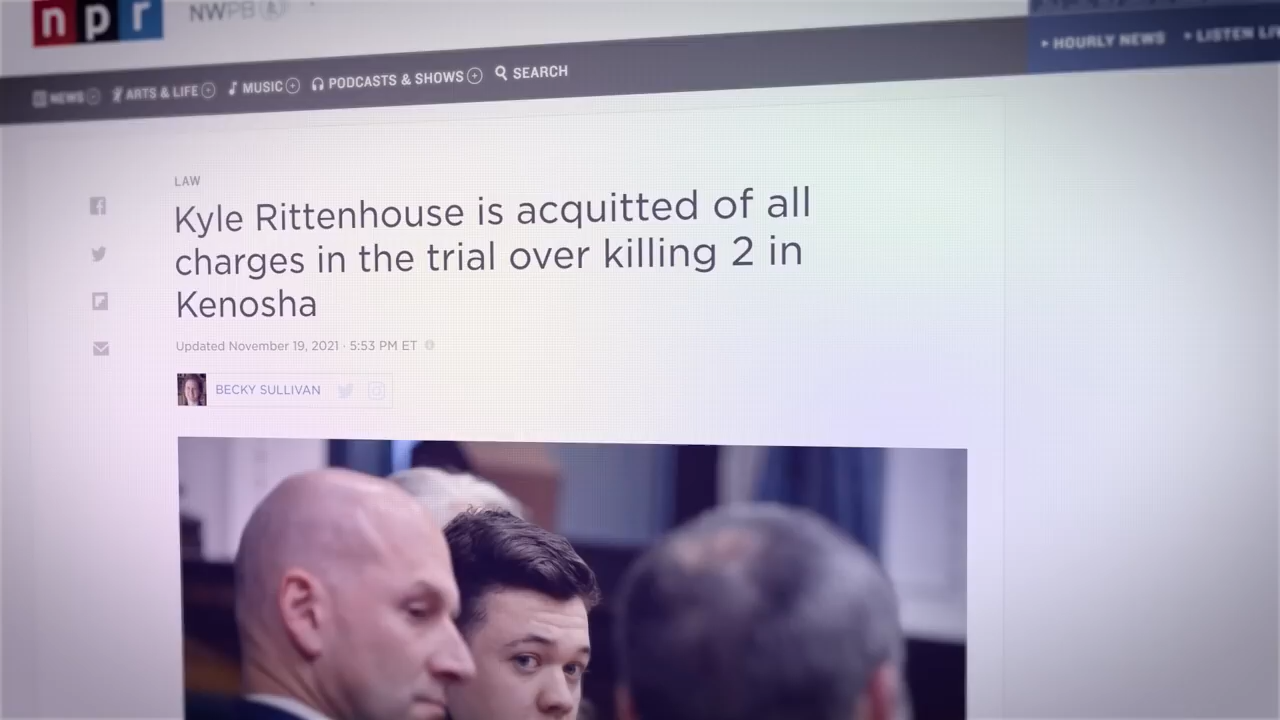 npr
NWPB
HOURLY NEWS
NEWS ARTS & LIFE MUSIC PODCASTS & SHOWS SEARCH
LAW
Kyle Rittenhouse is acquitted of all
charges in the trial over killing 2 in
Kenosha
Updated November 19, 2021 · 5:53 PM ET
BECKY SULLIVAN